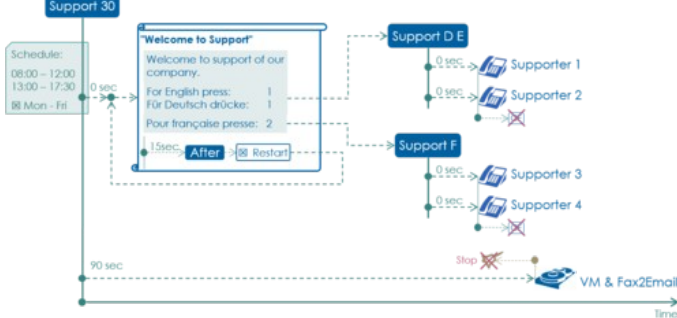 Support 30
Schedule:
08:00 – 12:00
13:00 – 17:30
Mon - Fri
0 sec
"Welcome to Support"
Welcome to support of our
company.
For English press: 1
Für Deutsch drücke: 1
Pour française presse: 2
15sec
After
Restart
Support D E
0 sec
Supporter 1
0 sec
Supporter 2
Support F
0 sec
Supporter 3
0 sec
Supporter 4
90 sec
Stop
VM & Fax2Email
Time